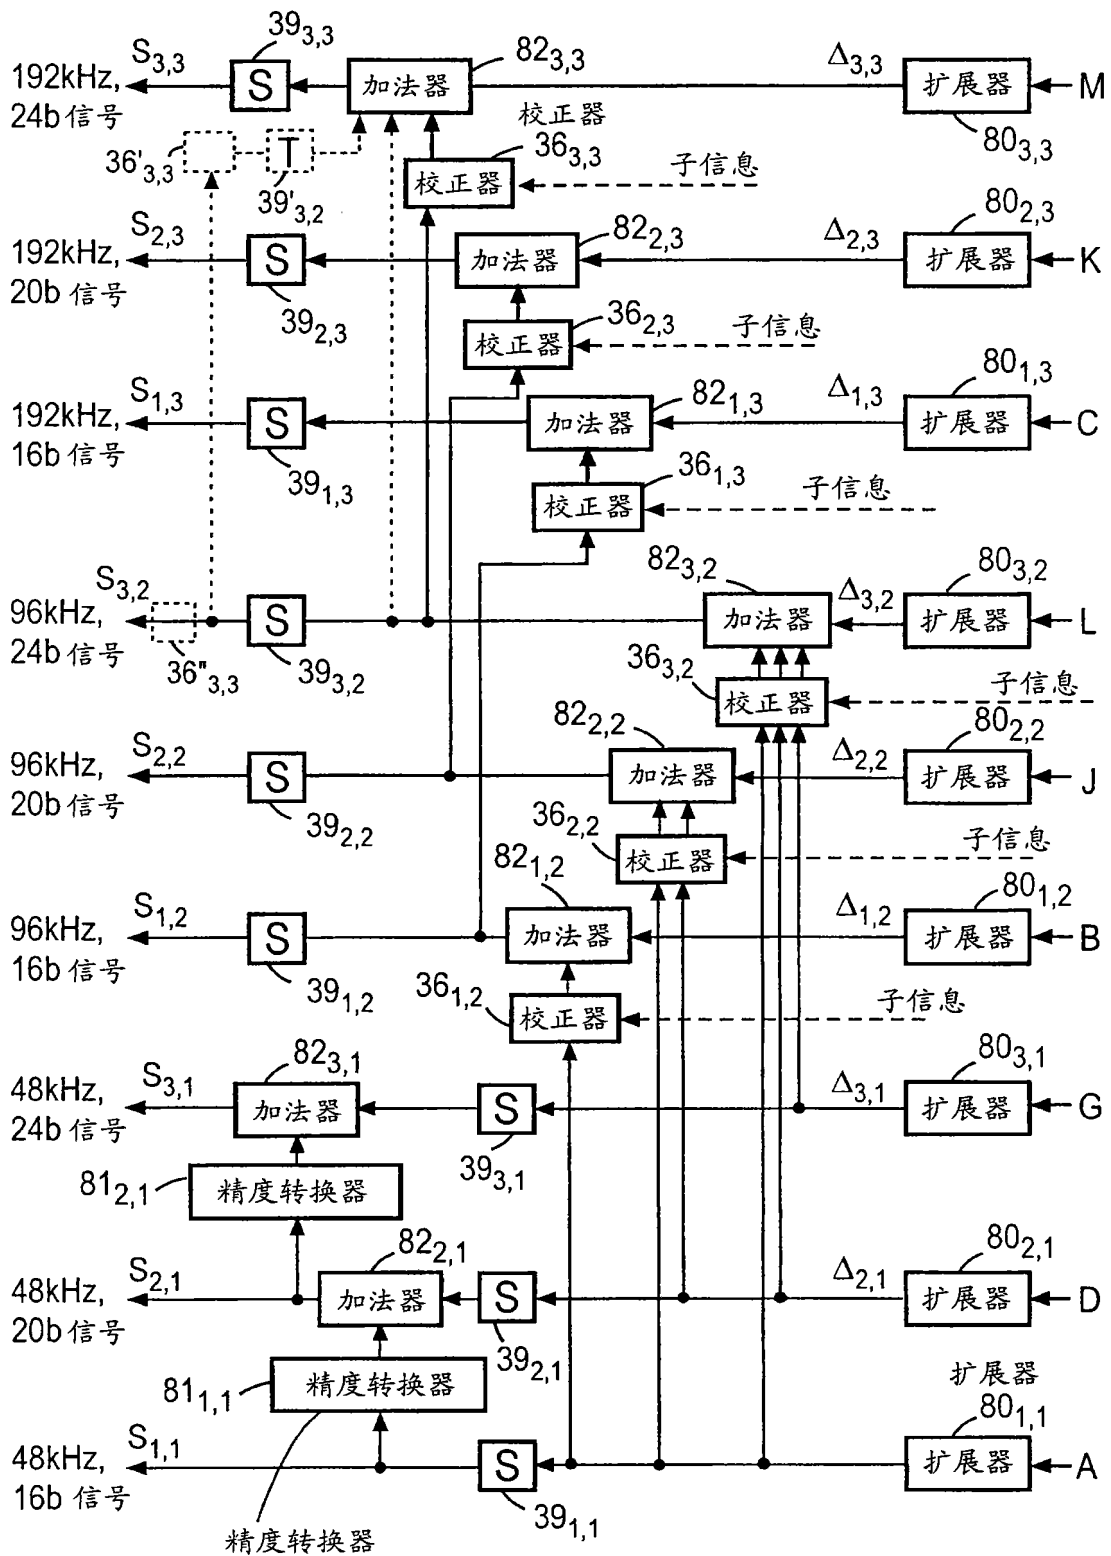 39₃,₃
S₃,₃
82₃,₃
Δ₃,₃
192kHz,
24b 信号
S
加法器
扩展器
M
校正器
80₃,₃
36'₃,₃
T
39'₃,₂
36₃,₃
校正器
子信息
S₂,₃
82₂,₃
Δ₂,₃
80₂,₃
192kHz,
20b 信号
S
加法器
扩展器
K
39₂,₃
36₂,₃
校正器
子信息
S₁,₃
82₁,₃
Δ₁,₃
80₁,₃
192kHz,
16b 信号
S
加法器
扩展器
C
39₁,₃
36₁,₃
校正器
子信息
S₃,₂
82₃,₂
Δ₃,₂
80₃,₂
96kHz,
24b 信号
S
加法器
扩展器
L
36"₃,₃
39₃,₂
36₃,₂
校正器
子信息
S₂,₂
82₂,₂
Δ₂,₂
80₂,₂
96kHz,
20b 信号
S
加法器
扩展器
J
39₂,₂
36₂,₂
校正器
子信息
S₁,₂
82₁,₂
Δ₁,₂
80₁,₂
96kHz,
16b 信号
S
加法器
扩展器
B
39₁,₂
36₁,₂
校正器
子信息
S₃,₁
82₃,₁
Δ₃,₁
80₃,₁
48kHz,
24b 信号
加法器
S
扩展器
G
39₃,₁
81₂,₁
精度转换器
S₂,₁
82₂,₁
Δ₂,₁
80₂,₁
48kHz,
20b 信号
加法器
S
扩展器
D
39₂,₁
81₁,₁
精度转换器
扩展器
80₁,₁
S₁,₁
48kHz,
16b 信号
S
扩展器
A
39₁,₁
精度转换器